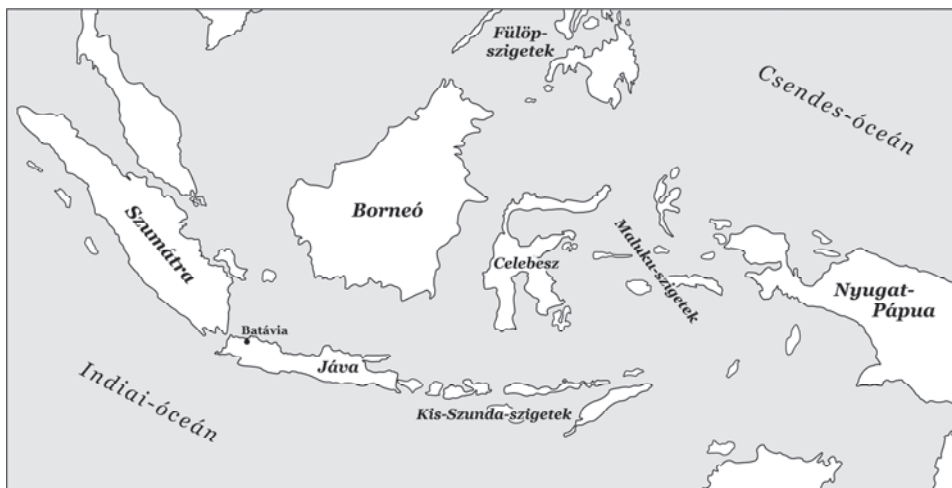 Fülöp-
szigetek
Csendes-óceán
Szumátra
Borneó
Celebesz
Maluku-szigetek
Nyugat-
Pápua
Batávia
Jáva
Kis-Szunda-szigetek
Indiai-óceán